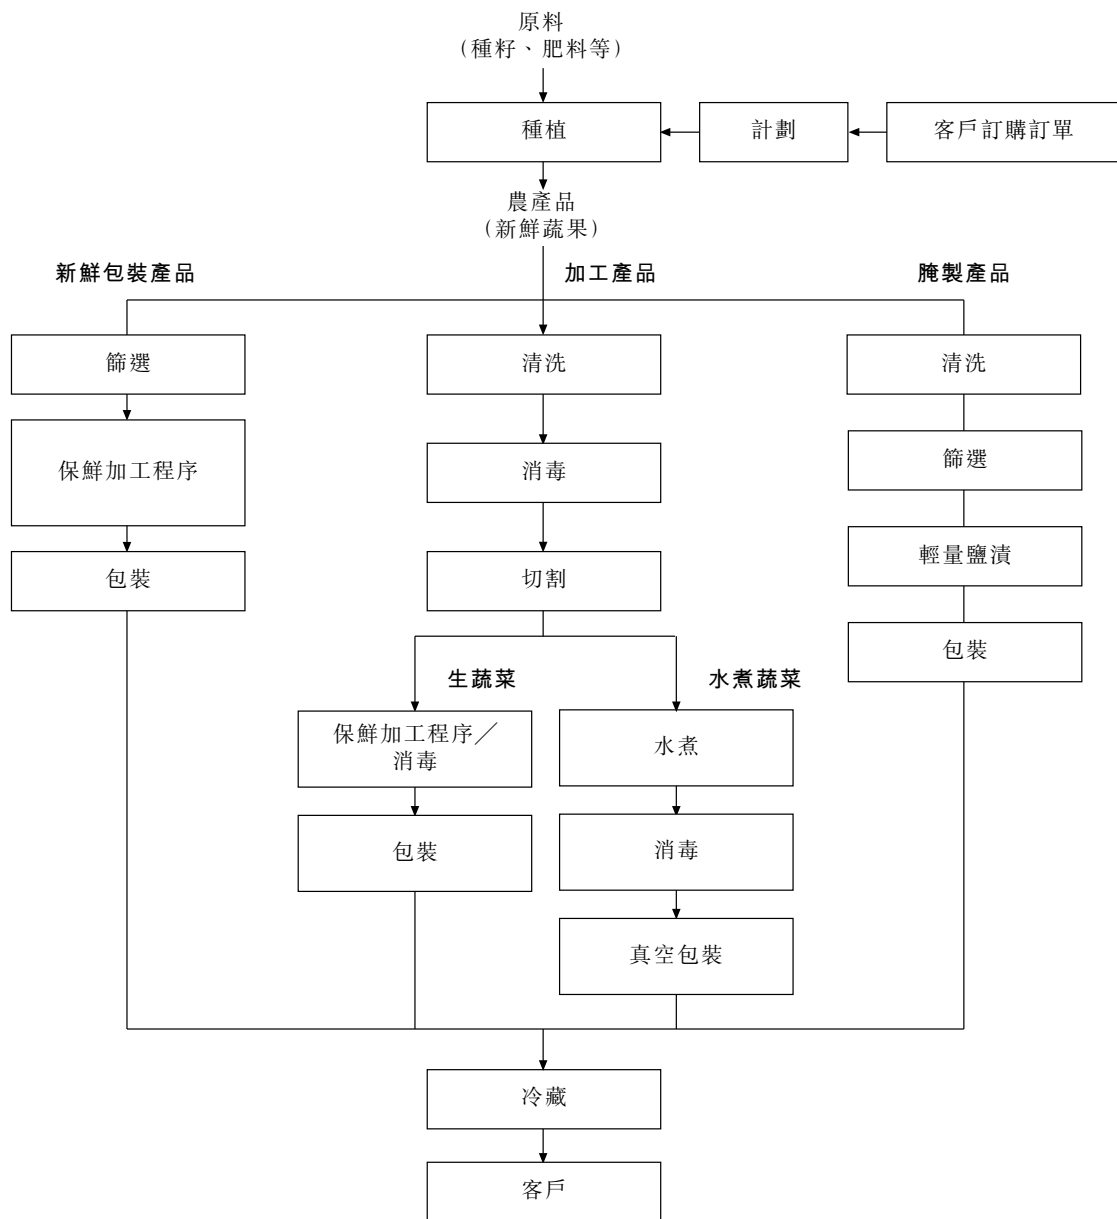 原料
（種籽、肥料等）
種植
計劃
客戶訂購訂單
農產品
（新鮮蔬果）
新鮮包裝產品
加工產品
腌製產品
篩選
清洗
清洗
保鮮加工程序
消毒
篩選
包裝
切割
輕量鹽漬
包裝
生蔬菜
水煮蔬菜
保鮮加工程序／
消毒
水煮
包裝
消毒
真空包裝
冷藏
客戶